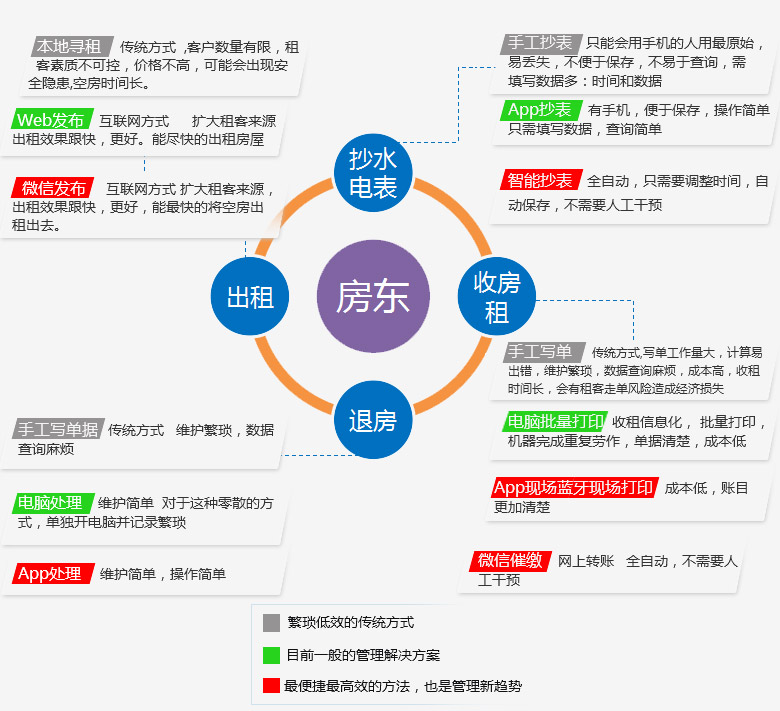 本地寻租 传统方式 ,客户数量有限，租
客素质不可控，价格不高，可能会出现安
全隐患,空房时间长。
Web发布 互联网方式 扩大租客来源
出租效果跟快，更好。能尽快的出租房屋
微信发布 互联网方式 扩大租客来源，
出租效果跟快，更好，能最快的将空房出
租出去。
手工抄表 只能会用手机的人用最原始，
易丢失，不便于保存，不易于查询，需
填写数据多：时间和数据
App抄表 有手机，便于保存，操作简单
只需填写数据，查询简单
智能抄表 全自动，只需要调整时间，自
动保存，不需要人工干预
抄水
电表
出租
房东
收房
租
退房
手工写单 传统方式,写单工作量大，计算易
出错，维护繁琐，数据查询麻烦，成本高，收租
时间长，会有租客走单风险造成经济损失
电脑批量打印 收租信息化， 批量打印，
机器完成重复劳作，单据清楚，成本低
App现场蓝牙现场打印 成本低，账目
更加清楚
微信催缴 网上转账 全自动，不需要人
工干预
手工写单据 传统方式 维护繁琐，数据
查询麻烦
电脑处理 维护简单 对于这种零散的方
式，单独开电脑并记录繁琐
App处理 维护简单，操作简单
繁琐低效的传统方式
目前一般的管理解决方案
最便捷最高效的方法，也是管理新趋势